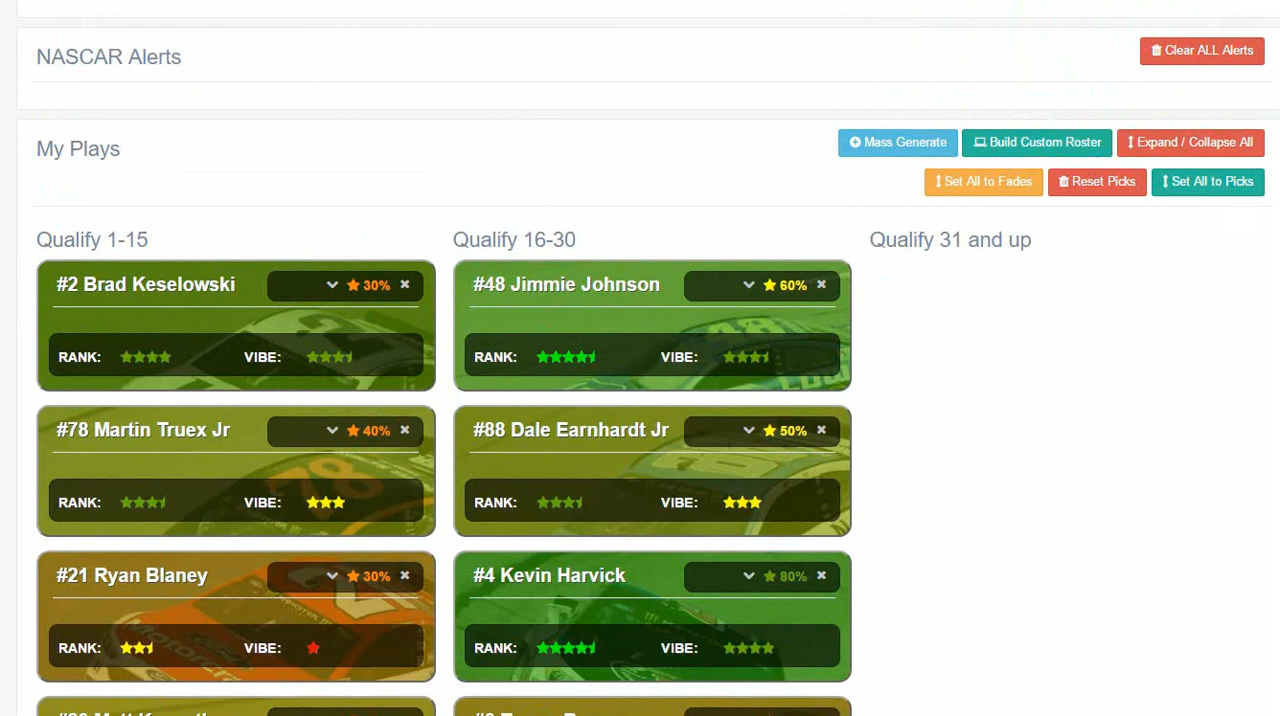 NASCAR Alerts
Clear ALL Alerts
My Plays
Mass Generate
Build Custom Roster
Expand / Collapse All
Set All to Fades
Reset Picks
Set All to Picks
Qualify 1-15
Qualify 16-30
Qualify 31 and up
#2 Brad Keselowski
30%
RANK:
VIBE:
#48 Jimmie Johnson
60%
RANK:
VIBE:
#78 Martin Truex Jr
40%
RANK:
VIBE:
#88 Dale Earnhardt Jr
50%
RANK:
VIBE:
#21 Ryan Blaney
30%
RANK:
VIBE:
#4 Kevin Harvick
80%
RANK:
VIBE: